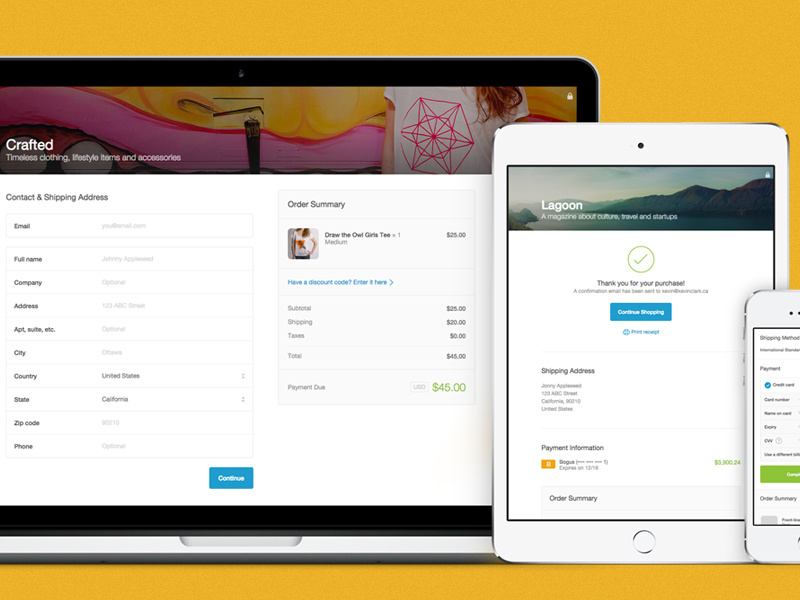 Crafted
Timeless clothing, lifestyle items and accessories
Contact & Shipping Address
Email you@email.com
Full name Johnny Appleseed
Company Optional
Address 123 ABC Street
Apt, suite, etc. Optional
City Ottawa
Country United States
State California
Zip code 90210
Phone Optional
Continue
Order Summary
Draw the Owl Girls Tee × 1 $25.00
Medium
Have a discount code? Enter it here
Subtotal $25.00
Shipping $20.00
Taxes $0.00
Total $45.00
Payment Due USD $45.00
Lagoon
A magazine about culture, travel and startups
Thank you for your purchase!
A confirmation email has been sent to kevin@kevinclark.ca
Continue Shopping
Print receipt
Shipping Address
Jonny Appleseed
123 ABC Street
California, 90210
United States
Payment Information
B Bogus (•••• •••• •••• 1) $3,900.24
Expires on 12/16
Order Summary
Shipping Method
International Standar
Payment
Credit card
Card number
Name on card
Expiry
CVV ?
Use a different billi
Compl
Order Summary
Front-line